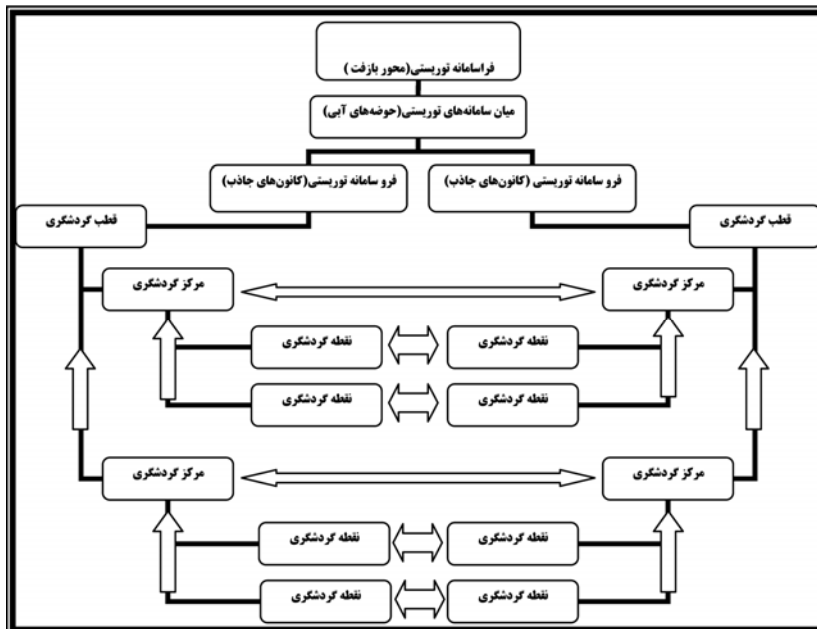 فراسامانه توریستی(محور بازفت )
میان سامانه‌های توریستی(حوضه‌های آبی)
فرو سامانه توریستی (کانون‌های جاذب)
فرو سامانه توریستی(کانون‌های جاذب)
قطب گردشگری
قطب گردشگری
مرکز گردشگری
مرکز گردشگری
نقطه گردشگری
نقطه گردشگری
نقطه گردشگری
نقطه گردشگری
مرکز گردشگری
مرکز گردشگری
نقطه گردشگری
نقطه گردشگری
نقطه گردشگری
نقطه گردشگری